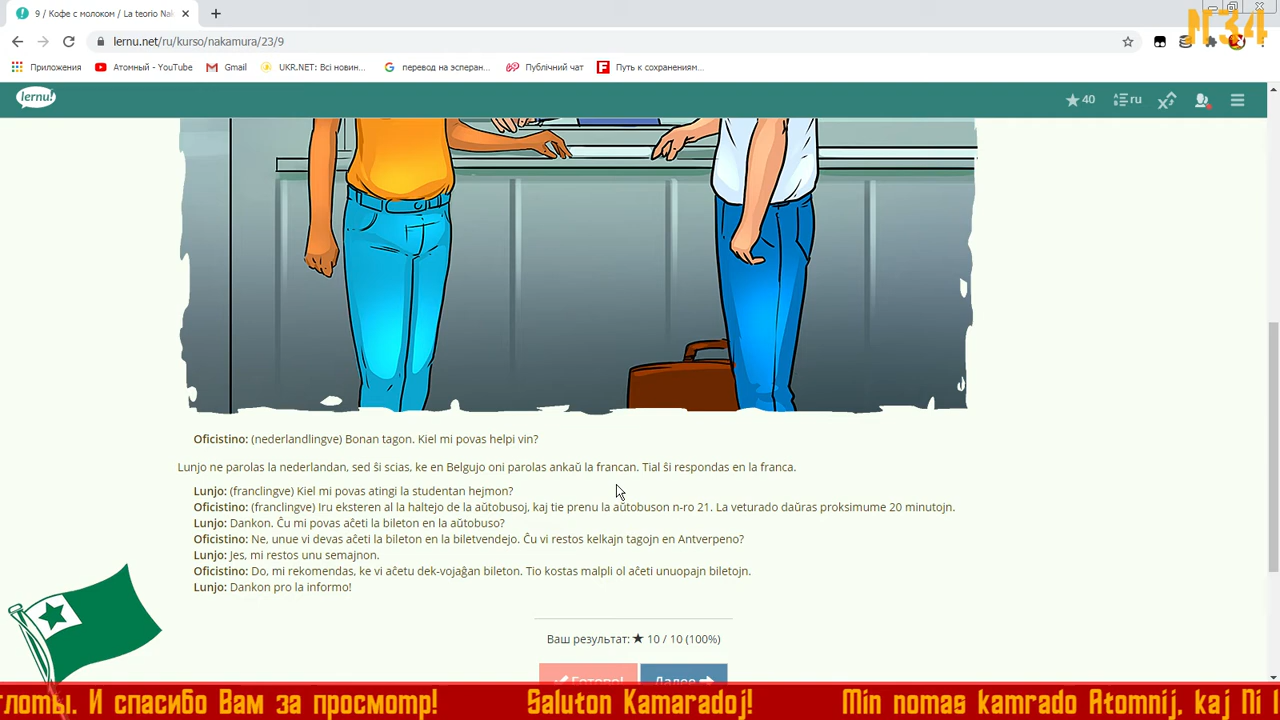 9 / Кофе с молоком / La teorio Nak
N34
lernu.net/ru/kurso/nakamura/23/9
Приложения
Атомный - YouTube
Gmail
UKR.NET: Всі новин...
перевод на эсперан...
Публічний чат
Путь к сохранениям...
lernu!
40
ru
Oficistino: (nederlandlingve) Bonan tagon. Kiel mi povas helpi vin?
Lunjo ne parolas la nederlandan, sed ŝi scias, ke en Belgujo oni parolas ankaŭ la francan. Tial ŝi respondas en la franca.
Lunjo: (franclingve) Kiel mi povas atingi la studentan hejmon?
Oficistino: (franclingve) Iru eksteren al la haltejo de la aŭtobusoj, kaj tie prenu la aŭtobuson n-ro 21. La veturado daŭras proksimume 20 minutojn.
Lunjo: Dankon. Ĉu mi povas aĉeti la bileton en la aŭtobuso?
Oficistino: Ne, unue vi devas aĉeti la bileton en la biletvendejo. Ĉu vi restos kelkajn tagojn en Antverpeno?
Lunjo: Jes, mi restos unu semajnon.
Oficistino: Do, mi rekomendas, ke vi aĉetu dek-vojaĝan bileton. Tio kostas malpli ol aĉeti unuopajn biletojn.
Lunjo: Dankon pro la informo!
Ваш результат: ★ 10 / 10 (100%)
Готово!
Далее
глоты. И спасибо Вам за просмотр! Saluton Kamaradoj! Min nomas kamrado Atomnij, kaj Ni